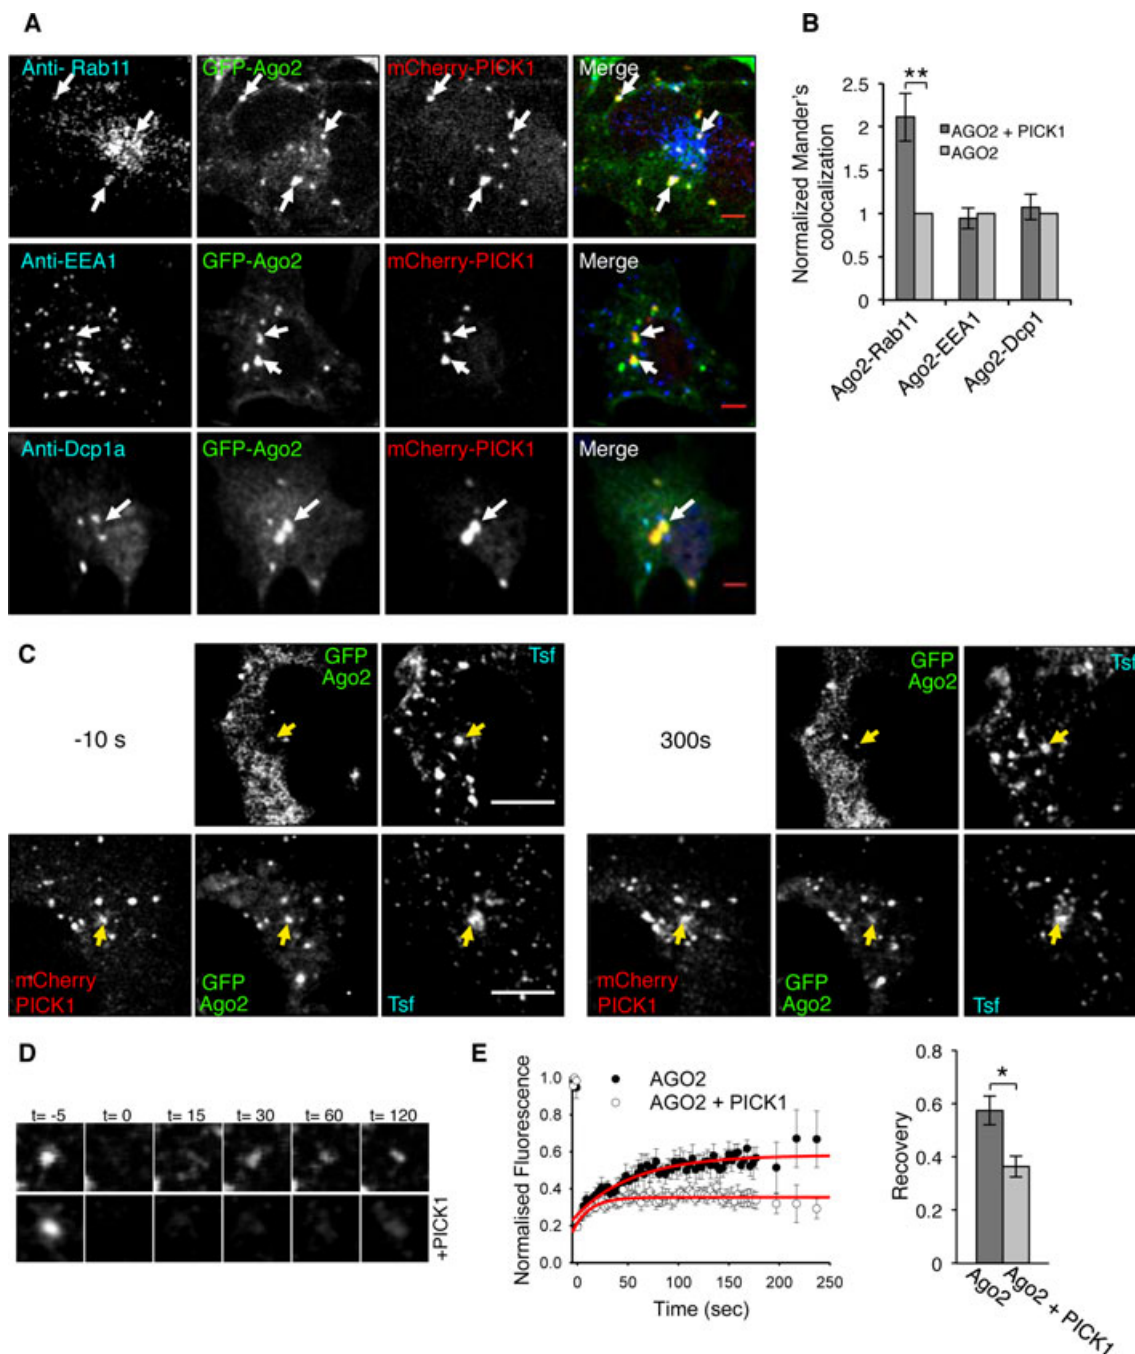 A
Anti- Rab11 GFP-Ago2 mCherry-PICK1 Merge
Anti-EEA1 GFP-Ago2 mCherry-PICK1 Merge
Anti-Dcp1a GFP-Ago2 mCherry-PICK1 Merge
B
**
2.5
2
1.5
1
0.5
0
Normalized Mander's
colocalization
AGO2 + PICK1
AGO2
Ago2-Rab11
Ago2-EEA1
Ago2-Dcp1
C
-10 s
GFP
Ago2
Tsf
300s
GFP
Ago2
Tsf
mCherry
PICK1
GFP
Ago2
Tsf
mCherry
PICK1
GFP
Ago2
Tsf
D
t= -5 t= 0 t= 15 t= 30 t= 60 t= 120
+PICK1
E
Normalised Fluorescence
1.0
0.8
0.6
0.4
0.2
0.0
AGO2
AGO2 + PICK1
0 50 100 150 200 250
Time (sec)
Recovery
0.8
0.6
0.4
0.2
0
*
Ago2
Ago2 + PICK1